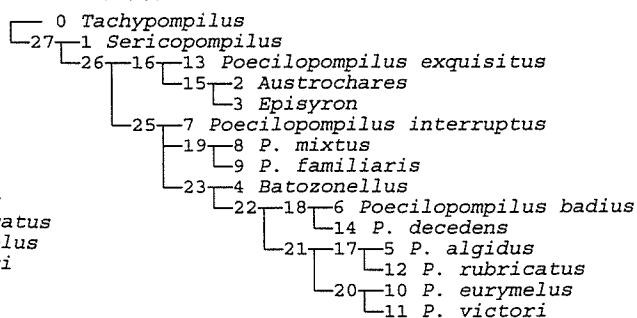 0 Tachypompilus
27 1 Sericopompilus
26 16 13 Poecilopompilus exquisitus
15 2 Austrochares
3 Episyron
25 7 Poecilopompilus interruptus
19 8 P. mixtus
9 P. familiaris
23 4 Batozonellus
22 18 6 Poecilopompilus badius
atus 14 P. decedens
lus 21 17 5 P. algidus
i 12 P. rubricatus
20 10 P. eurymelus
11 P. victori